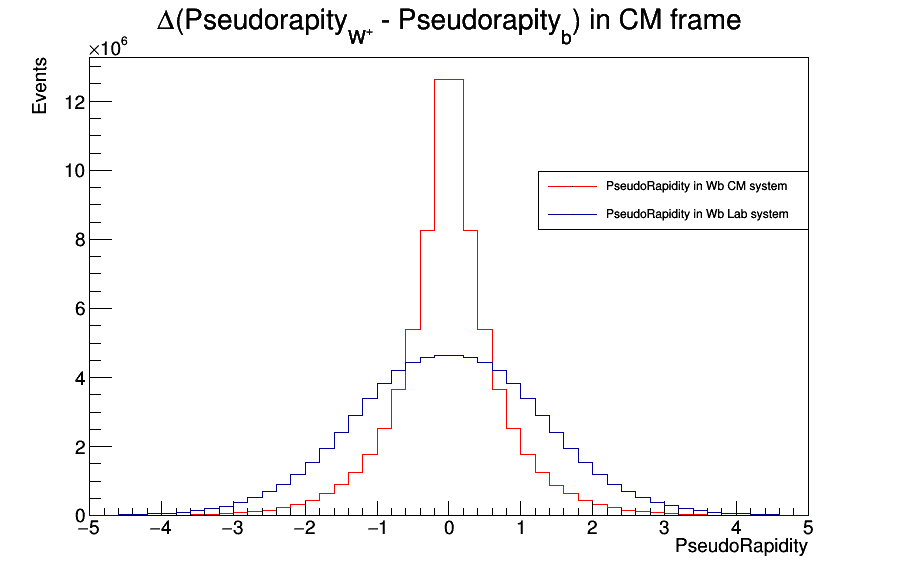 Δ(Pseudorapity_W⁺ - Pseudorapity_b) in CM frame
×10⁶
Events
12
10
8
6
4
2
0
PseudoRapidity in Wb CM system
PseudoRapidity in Wb Lab system
−5 −4 −3 −2 −1 0 1 2 3 4 5
PseudoRapidity